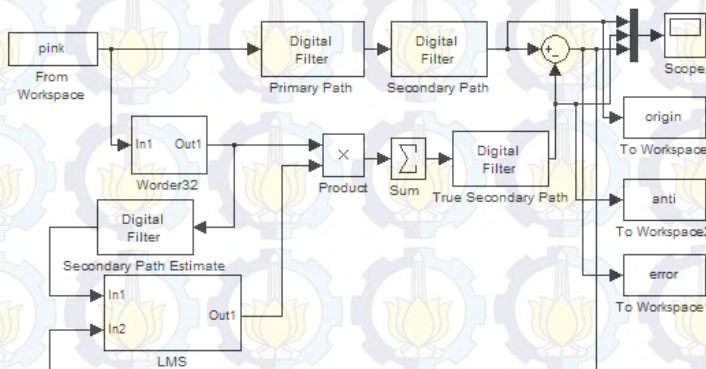 pink
From
Workspace
Digital
Filter
Primary Path
Digital
Filter
Secondary Path
+
−
Scope
origin
To Workspace
In1
Out1
Worder32
×
Product
Σ
Sum
Digital
Filter
True Secondary Path
anti
To Workspace2
Digital
Filter
Secondary Path Estimate
error
To Workspace1
In1
In2
Out1
LMS